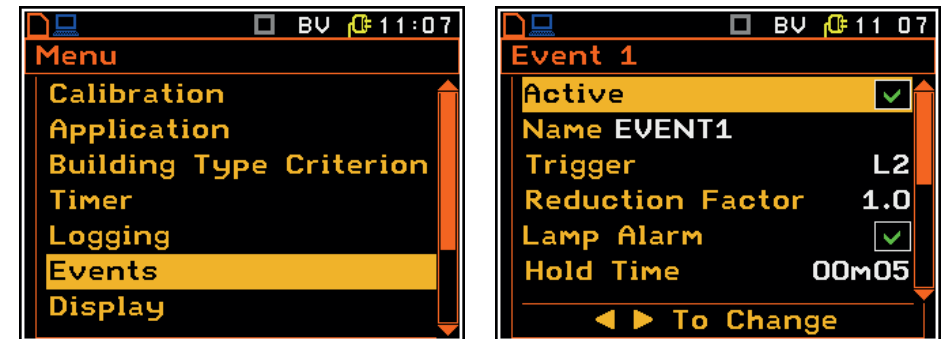 BV 11:07
Menu
Calibration
Application
Building Type Criterion
Timer
Logging
Events
Display
BV 11 07
Event 1
Active
Name EVENT1
Trigger L2
Reduction Factor 1.0
Lamp Alarm
Hold Time 00m05
To Change